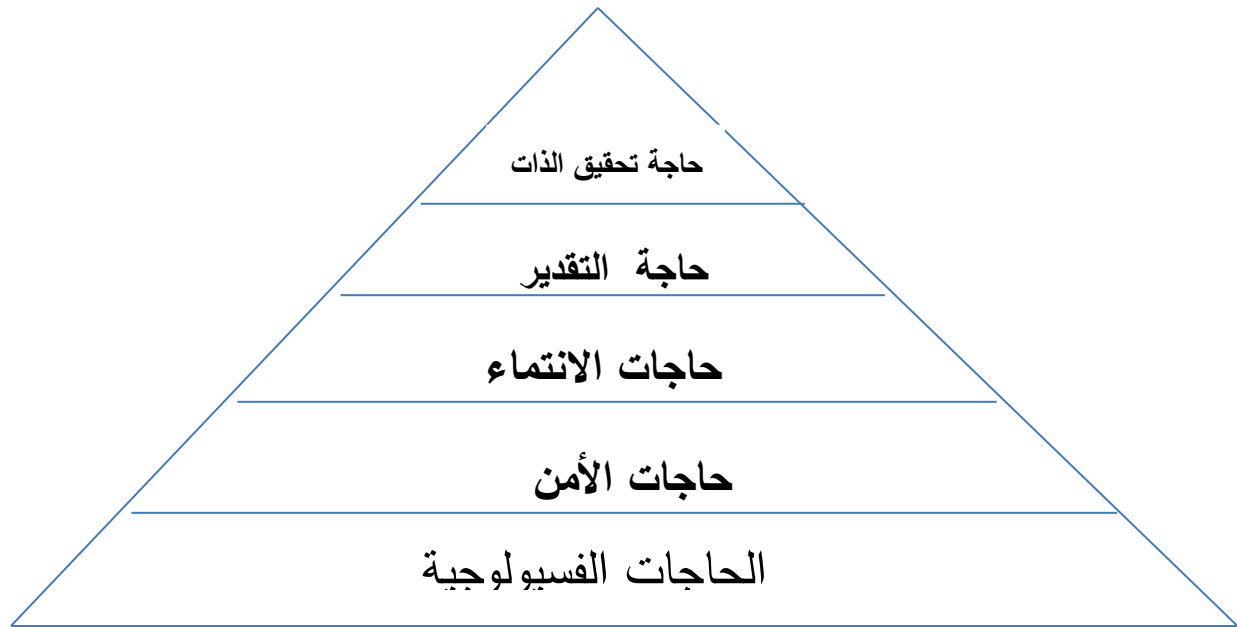 حاجة تحقيق الذات
حاجة التقدير
حاجات الانتماء
حاجات الأمن
الحاجات الفسيولوجية